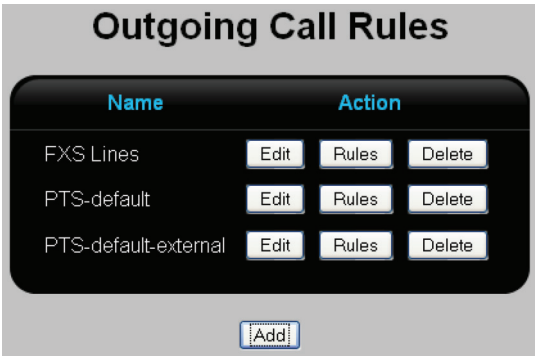 Outgoing Call Rules
Name Action
FXS Lines Edit Rules Delete
PTS-default Edit Rules Delete
PTS-default-external Edit Rules Delete
Add